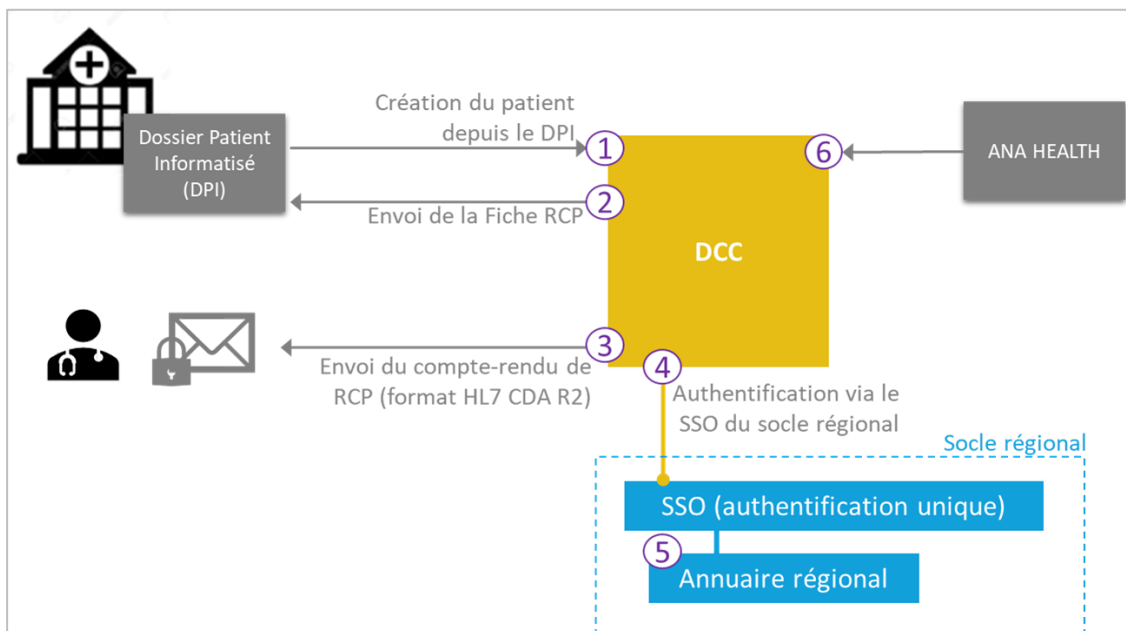 Création du patient
depuis le DPI
Dossier Patient
Informatisé
(DPI)
1
6
ANA HEALTH
2
Envoi de la Fiche RCP
DCC
3
4
Envoi du compte-rendu de
RCP (format HL7 CDA R2)
Authentification via le
SSO du socle régional
Socle régional
SSO (authentification unique)
5
Annuaire régional